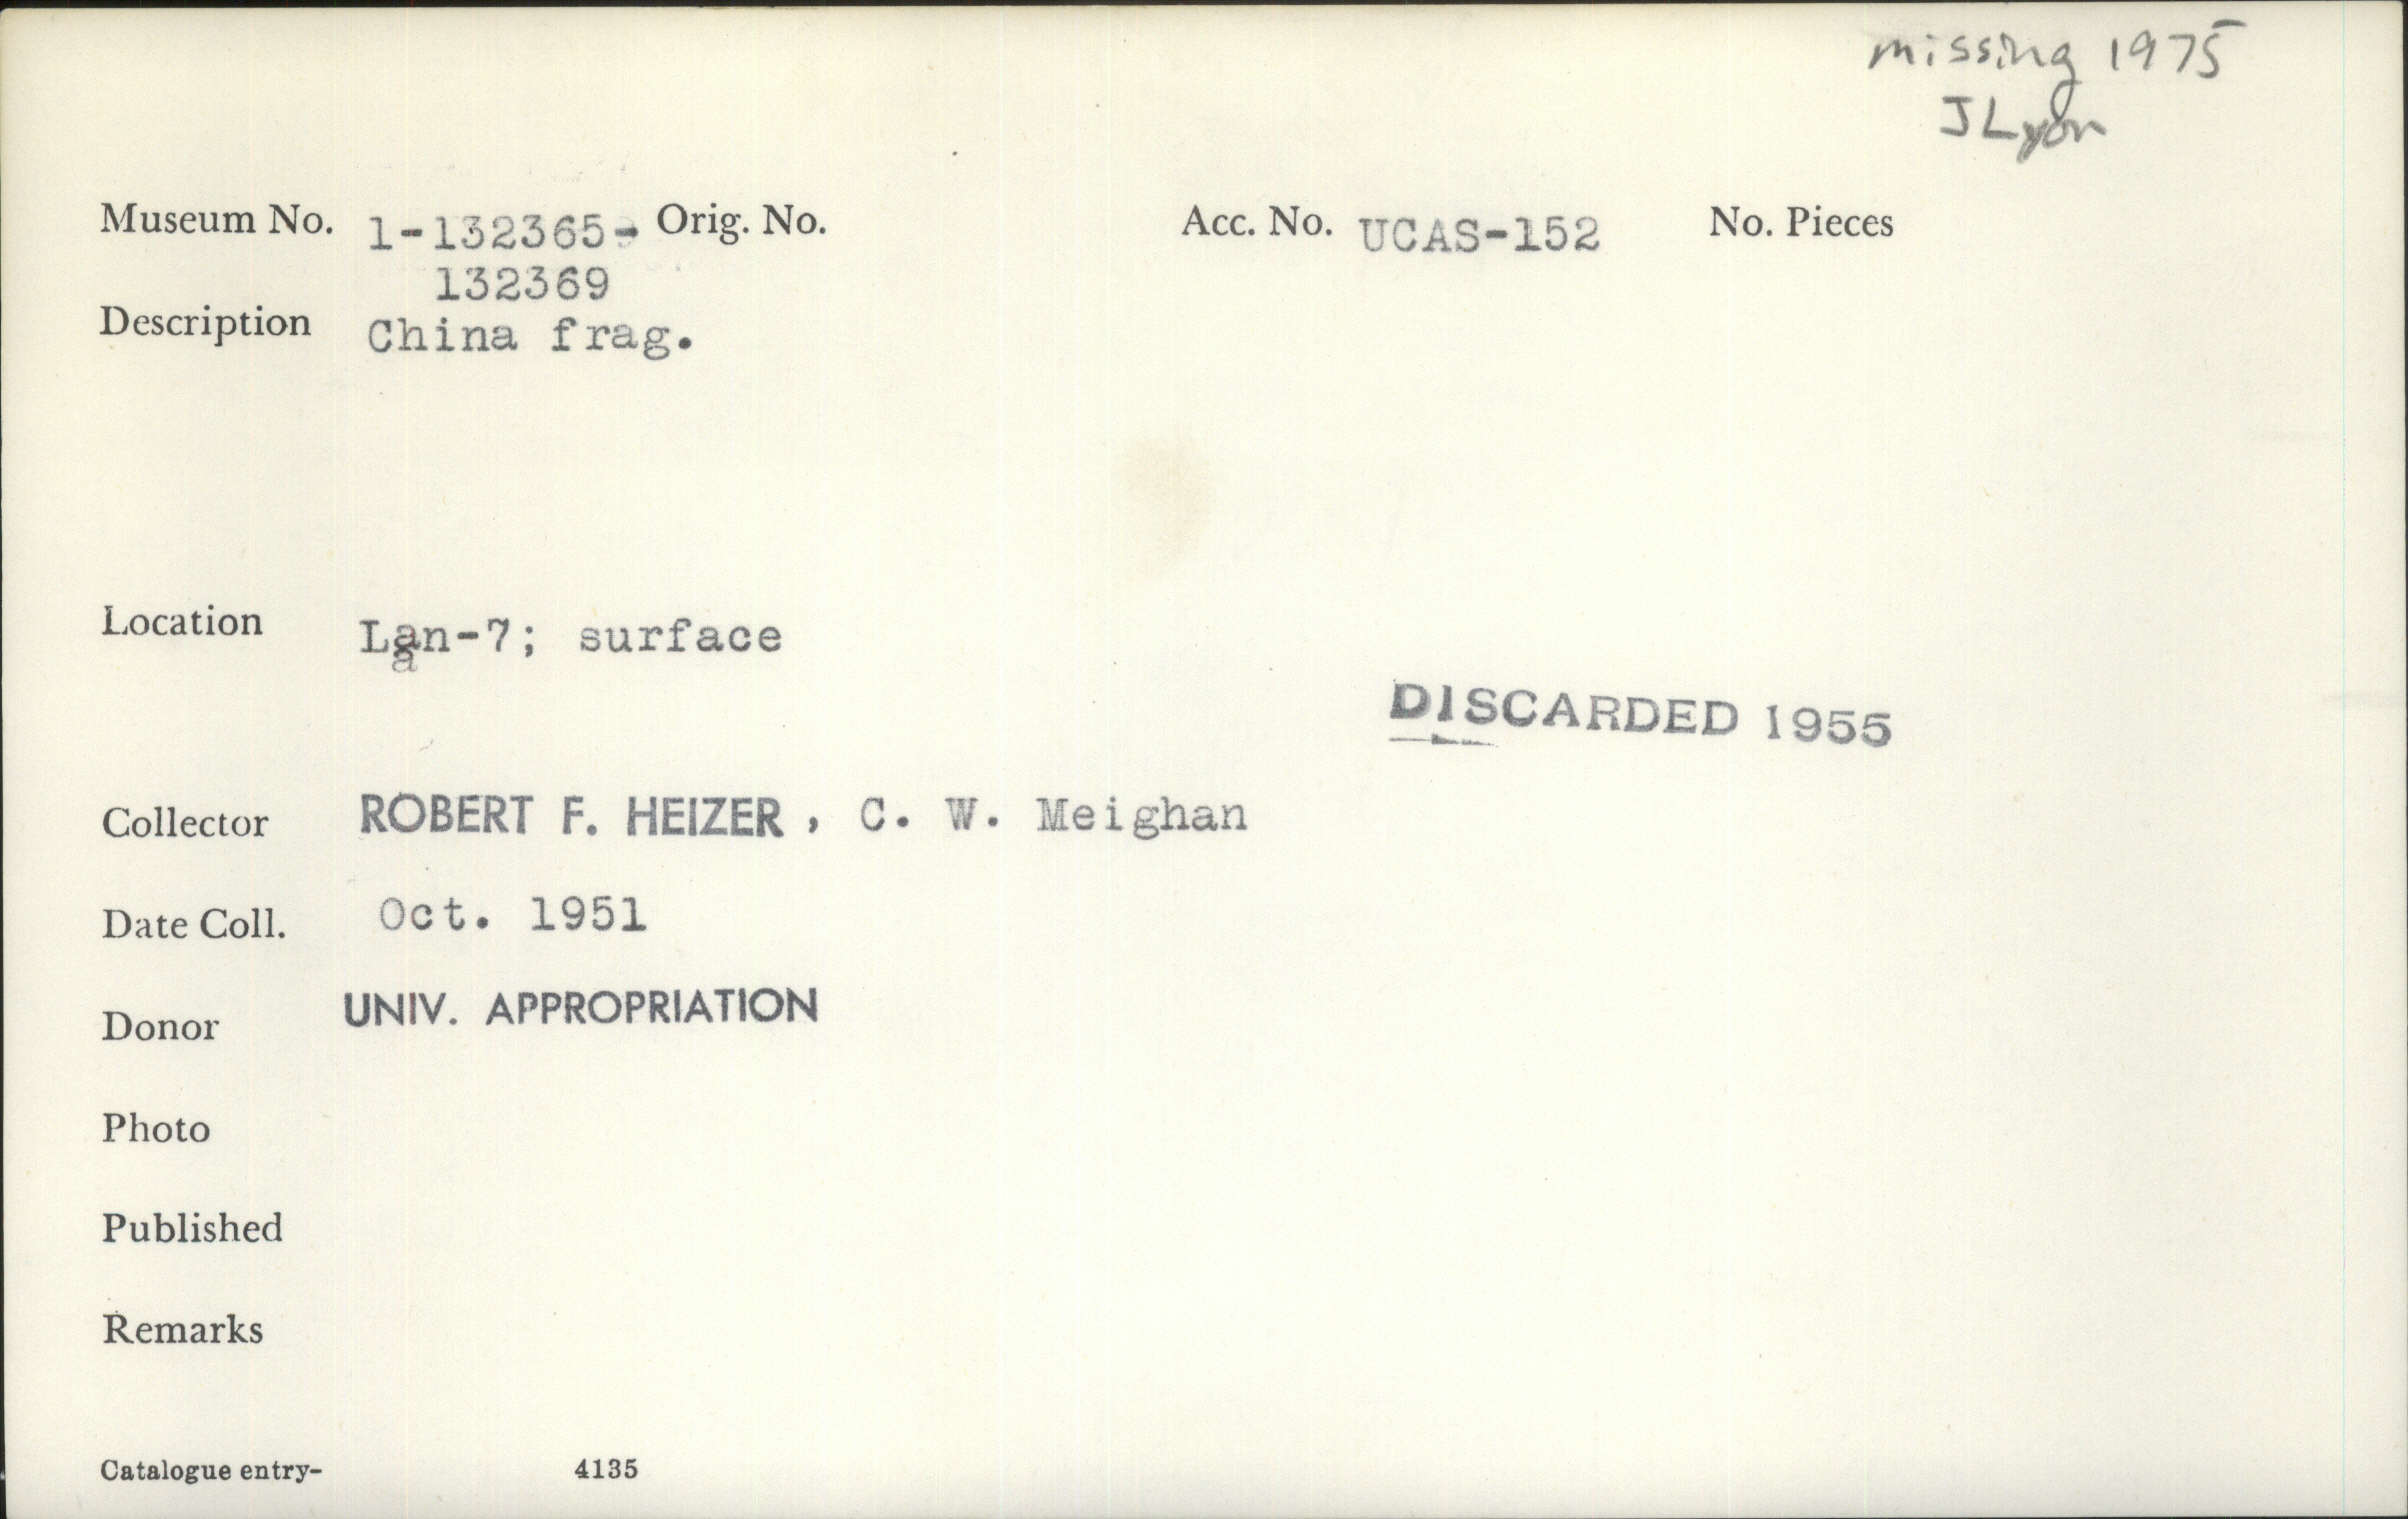 missing 1975
J Lyon
Museum No. 1-132365- Orig. No. Acc. No. UCAS-152 No. Pieces
132369
Description China frag.
Location Lan-7; surface
DISCARDED 1955
Collector ROBERT F. HEIZER, C. W. Meighan
Date Coll. Oct. 1951
Donor UNIV. APPROPRIATION
Photo
Published
Remarks
Catalogue entry- 4135